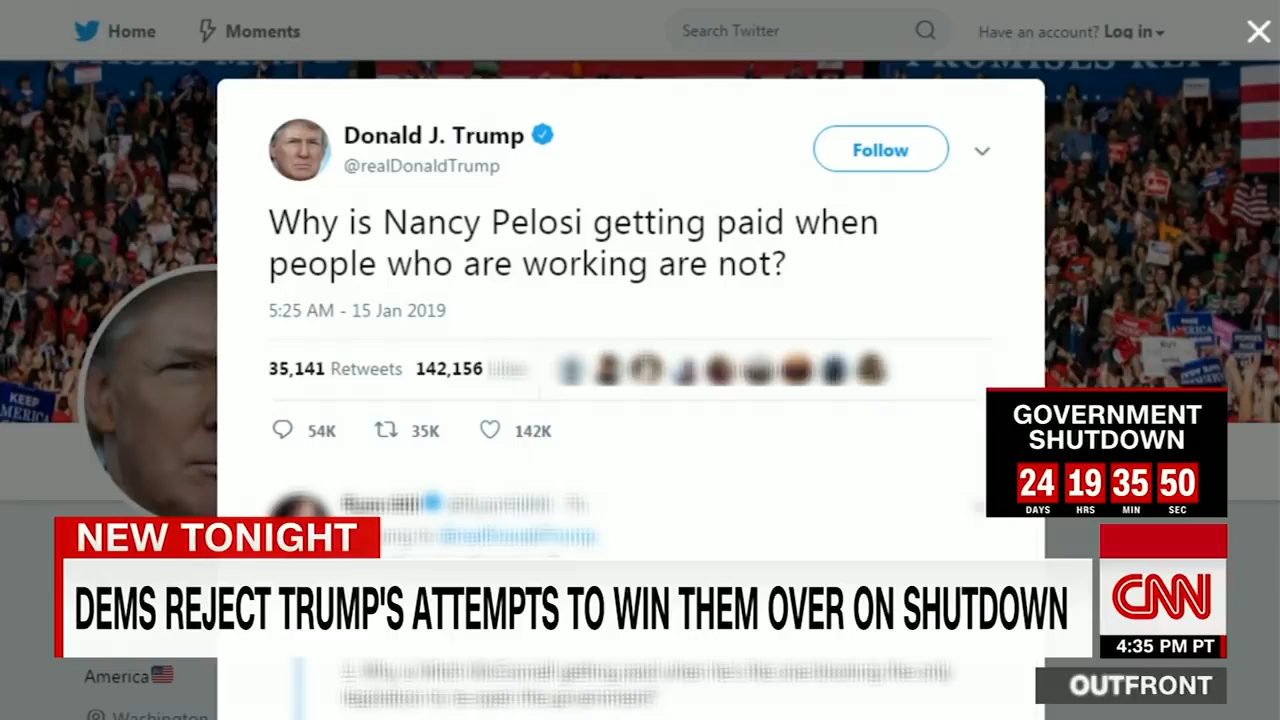 Home
Moments
Search Twitter
Have an account? Log in
Donald J. Trump
@realDonaldTrump
Follow
Why is Nancy Pelosi getting paid when
people who are working are not?
5:25 AM - 15 Jan 2019
35,141 Retweets 142,156
54K 35K 142K
KEEP
AMERICA
GOVERNMENT
SHUTDOWN
24 19 35 50
DAYS HRS MIN SEC
NEW TONIGHT
DEMS REJECT TRUMP'S ATTEMPTS TO WIN THEM OVER ON SHUTDOWN
CNN
4:35 PM PT
OUTFRONT
America
Washington